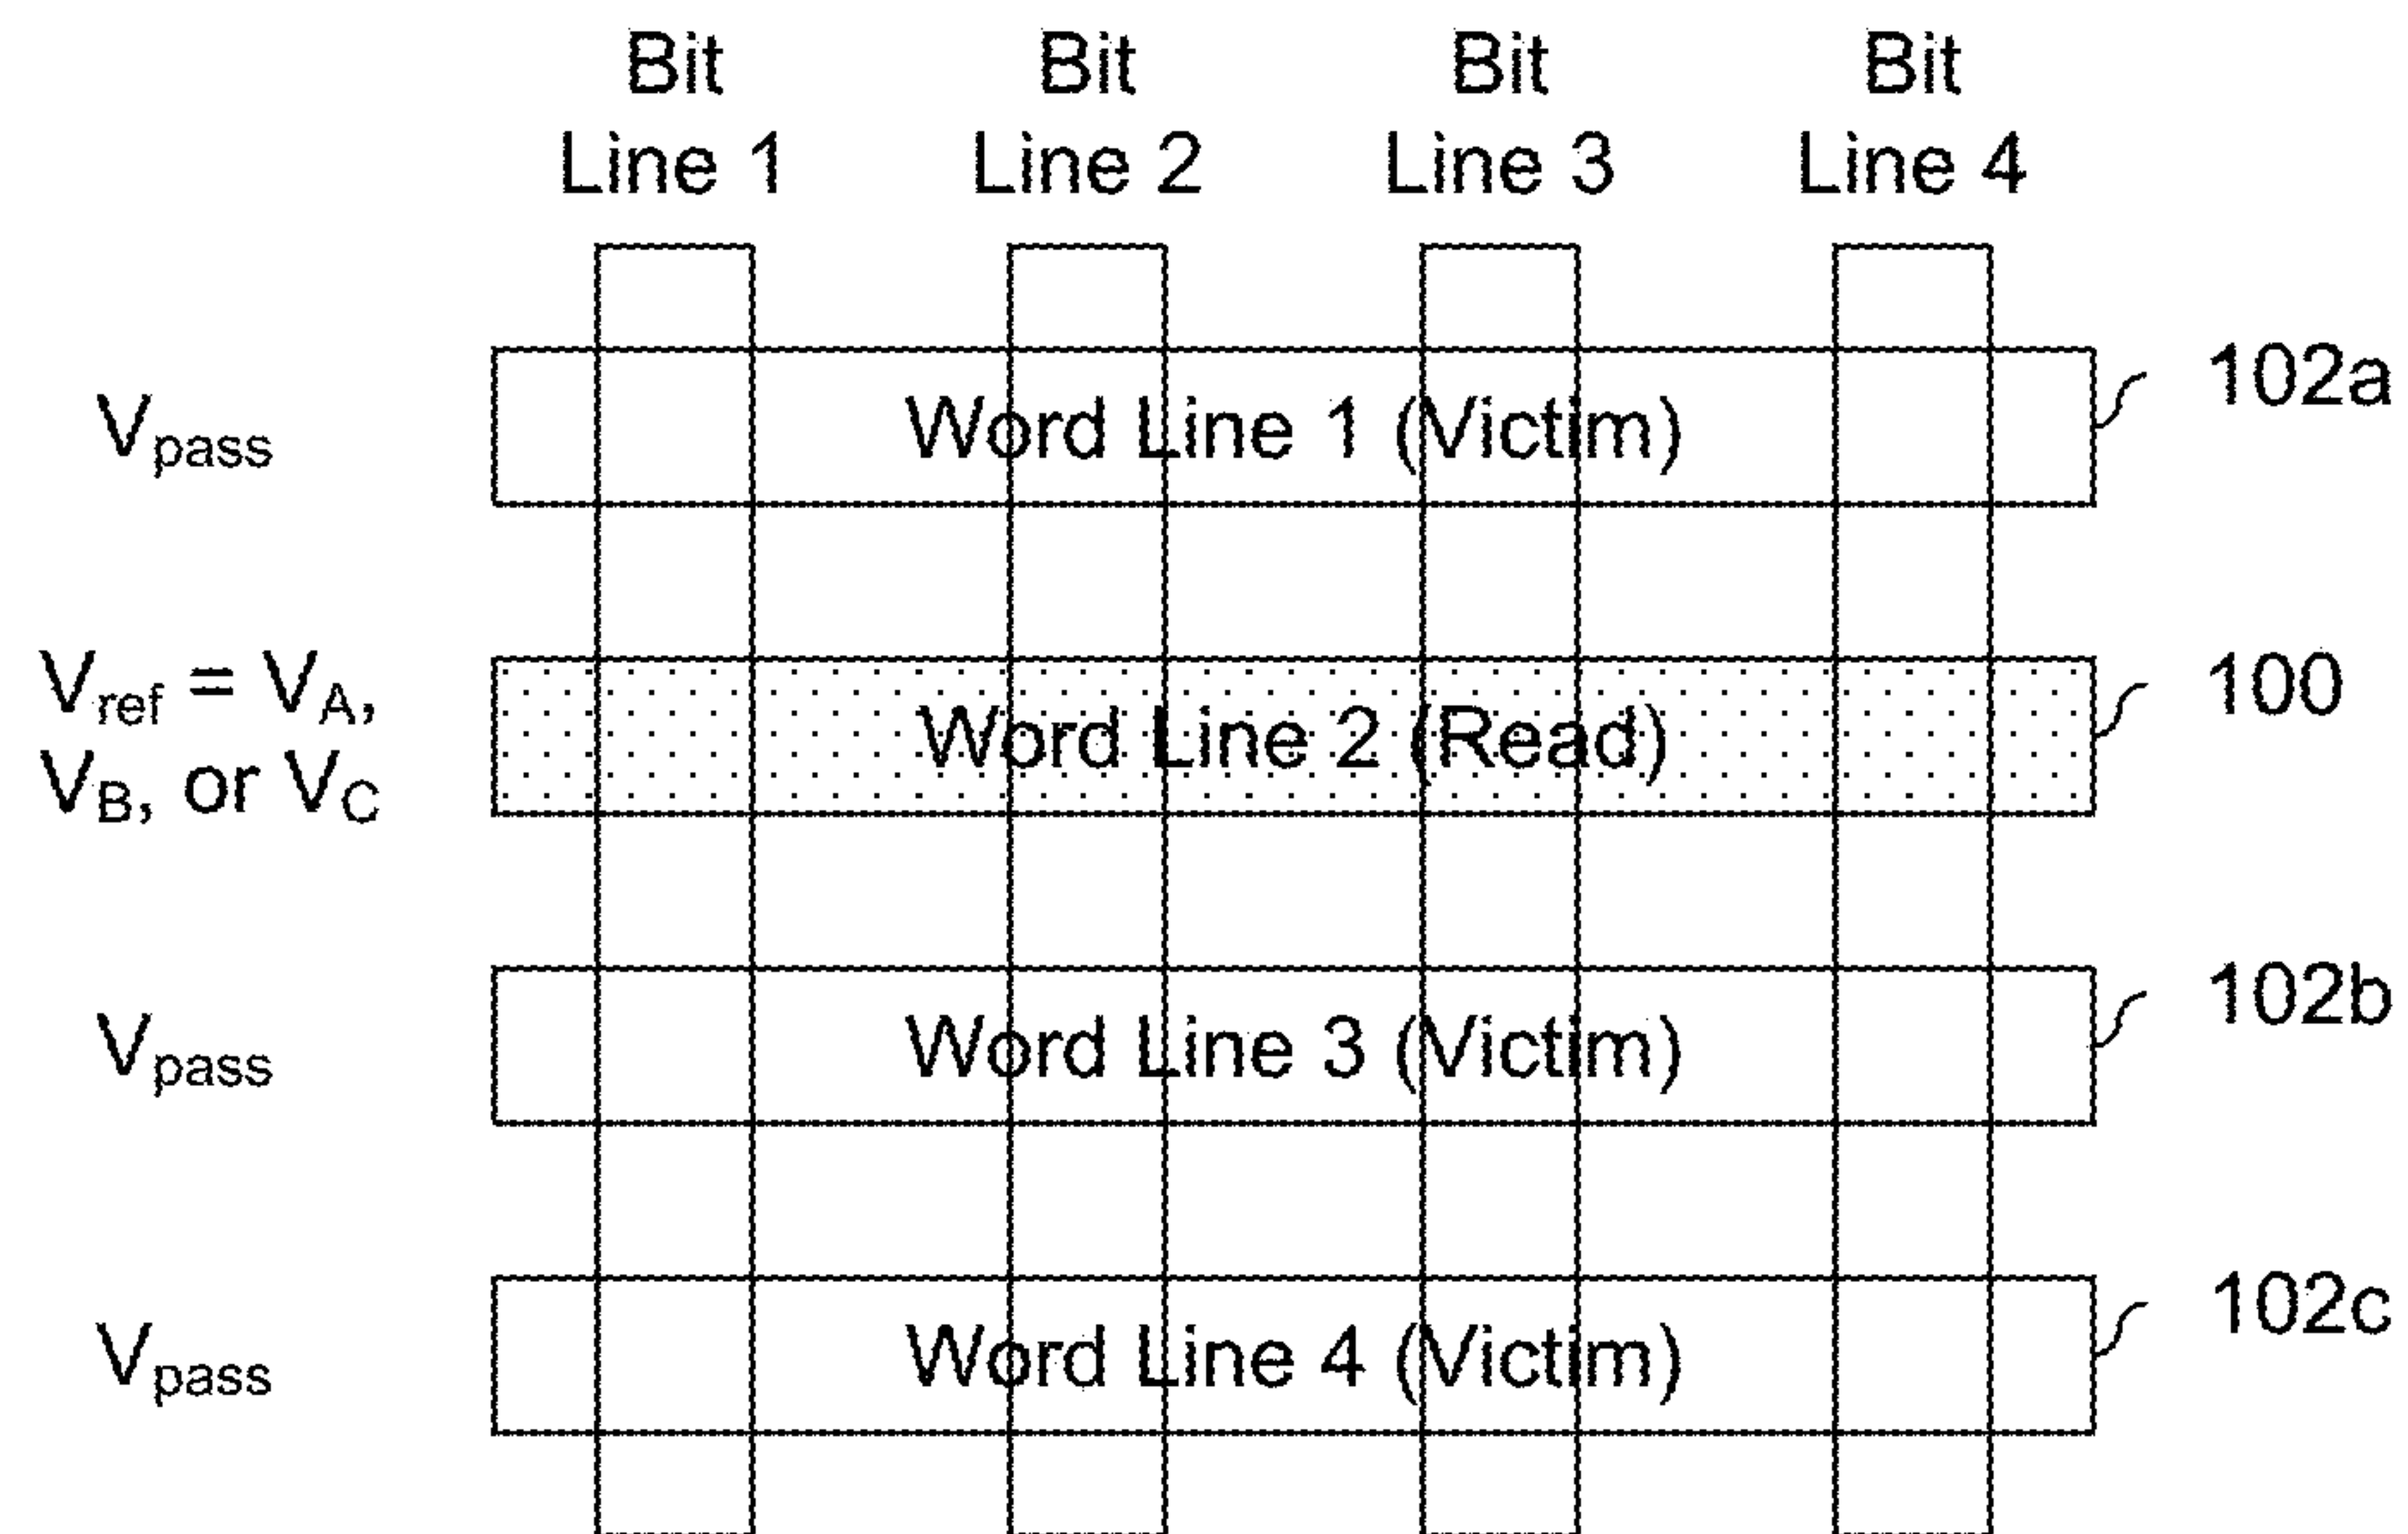 Bit
Line 1
Bit
Line 2
Bit
Line 3
Bit
Line 4
Vpass
Word Line 1 (Victim)
102a
Vref = VA,
VB, or VC
Word Line 2 (Read)
100
Vpass
Word Line 3 (Victim)
102b
Vpass
Word Line 4 (Victim)
102c